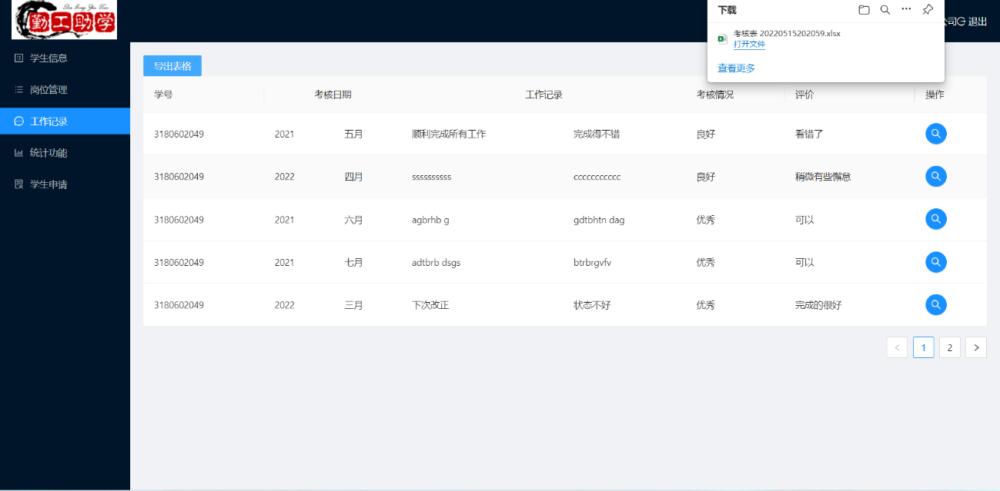 勤工助学
下载
公司G 退出
考核表 20220515202059.xlsx
打开文件
查看更多
学生信息
岗位管理
工作记录
统计功能
学生申请
导出表格
学号 考核日期 工作记录 考核情况 评价 操作
3180602049 2021 五月 顺利完成所有工作 完成得不错 良好 看错了
3180602049 2022 四月 ssssssssss ccccccccccc 良好 稍微有些懈怠
3180602049 2021 六月 agbrhb g gdtbhtn dag 优秀 可以
3180602049 2021 七月 adtbrb dsgs btrbrgvfv 优秀 可以
3180602049 2022 三月 下次改正 状态不好 优秀 完成的很好
1 2